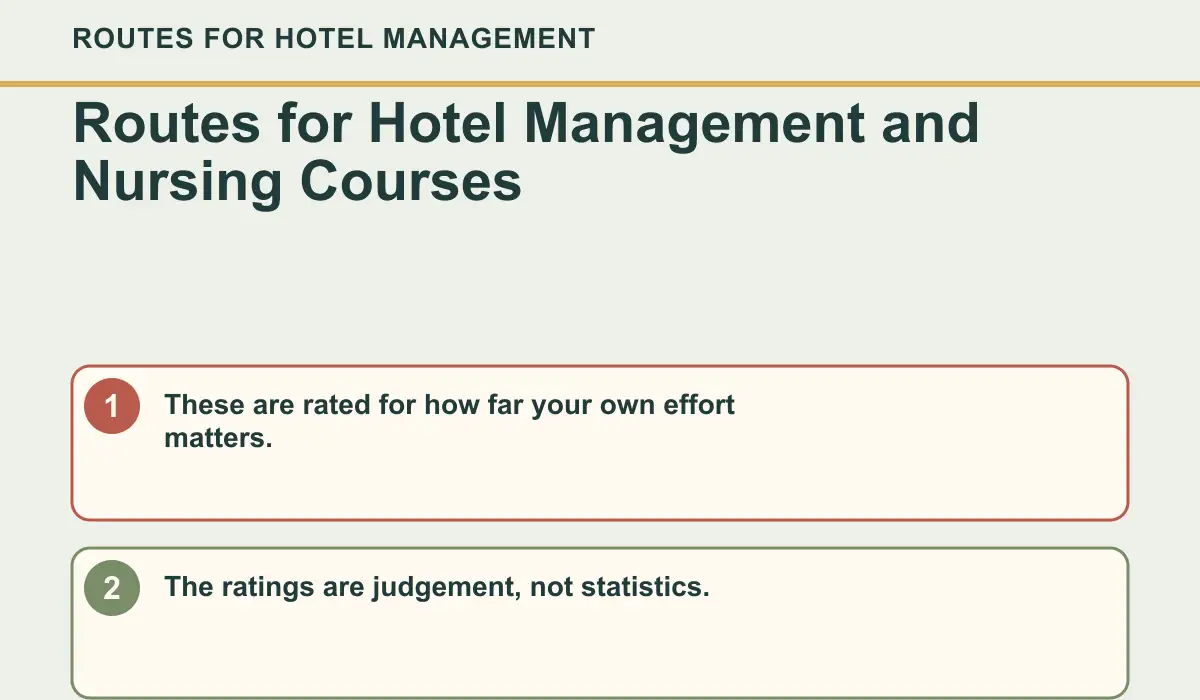 ROUTES FOR HOTEL MANAGEMENT
Routes for Hotel Management and
Nursing Courses
1
These are rated for how far your own effort
matters.
2
The ratings are judgement, not statistics.